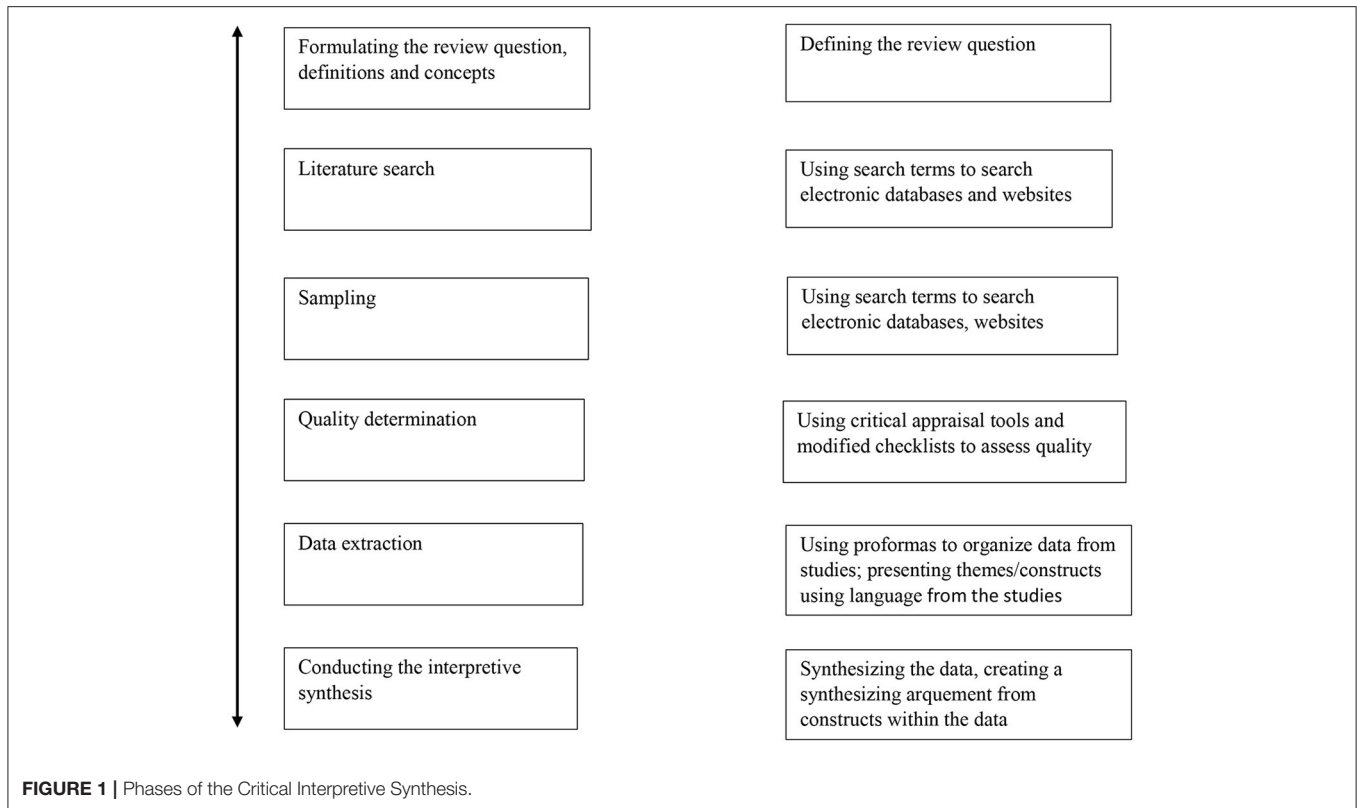 Formulating the review question,
definitions and concepts
Defining the review question
Literature search
Using search terms to search
electronic databases and websites
Sampling
Using search terms to search
electronic databases, websites
Quality determination
Using critical appraisal tools and
modified checklists to assess quality
Data extraction
Using proformas to organize data from
studies; presenting themes/constructs
using language from the studies
Conducting the interpretive
synthesis
Synthesizing the data, creating a
synthesizing arquement from
constructs within the data
FIGURE 1 | Phases of the Critical Interpretive Synthesis.